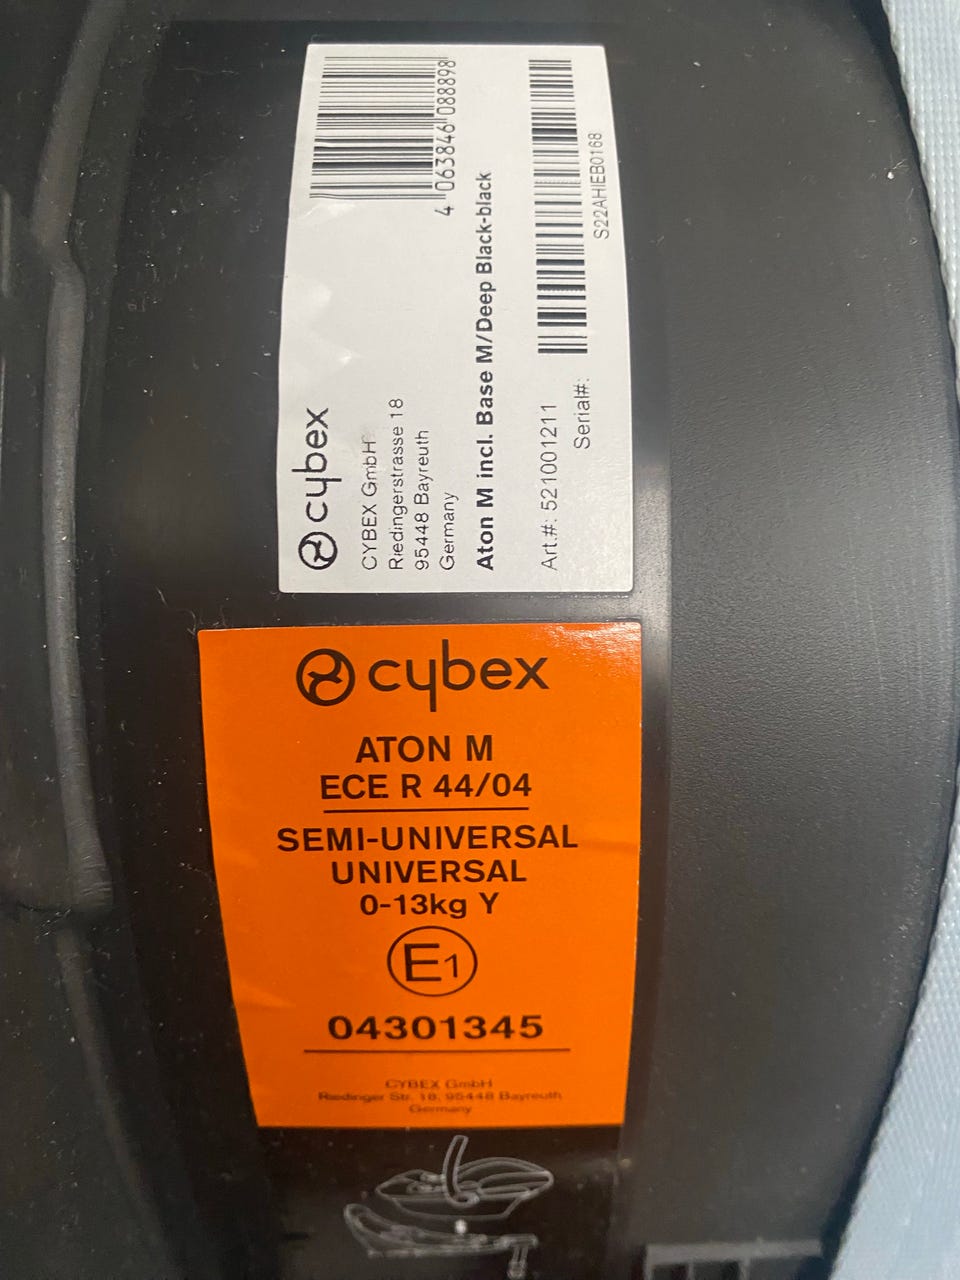 cybex
CYBEX GmbH
Riedingerstrasse 18
95448 Bayreuth
Germany
4 063846 088898
Aton M incl. Base M/Deep Black-black
Art.#: 521001211
Serial#:
S22AHIEB0168
cybex
ATON M
ECE R 44/04
SEMI-UNIVERSAL
UNIVERSAL
0-13kg Y
E1
04301345
CYBEX GmbH
Riedinger Str. 18, 95448 Bayreuth
Germany